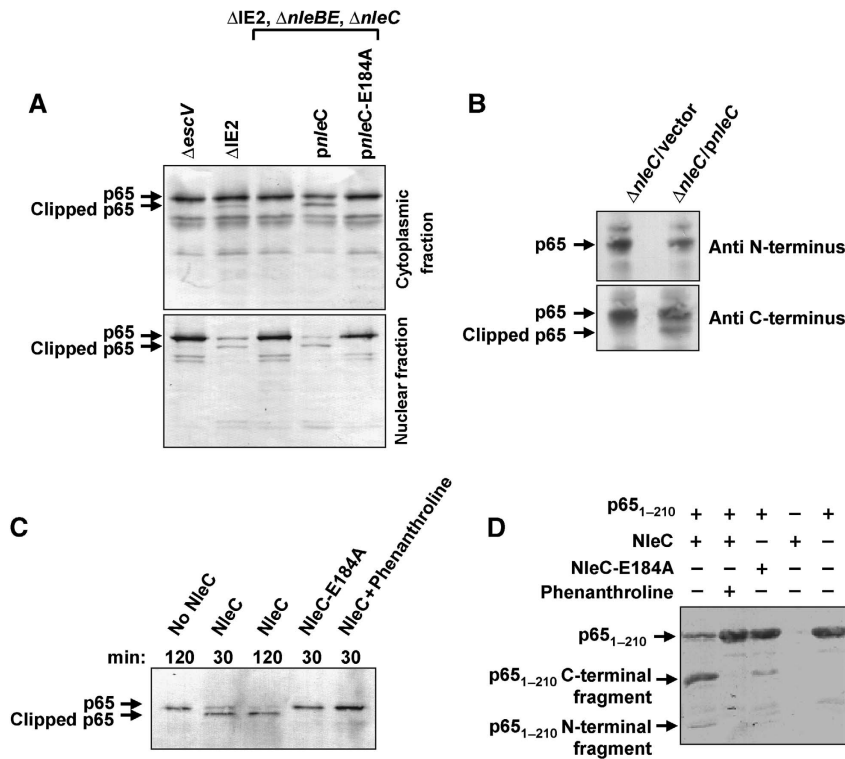 ΔIE2, ΔnleBE, ΔnleC
A
ΔescV
ΔIE2
pnleC
pnleC-E184A
p65
Clipped p65
Cytoplasmic fraction
p65
Clipped p65
Nuclear fraction
B
ΔnleC/vector
ΔnleC/pnleC
p65
Anti N-terminus
p65
Clipped p65
Anti C-terminus
C
No NleC
NleC
NleC
NleC-E184A
NleC+Phenanthroline
min: 120 30 120 30 30
p65
Clipped p65
D
p65₁₋₂₁₀ + + + − +
NleC + + − + −
NleC-E184A − − + − −
Phenanthroline − + − − −
p65₁₋₂₁₀
p65₁₋₂₁₀ C-terminal
fragment
p65₁₋₂₁₀ N-terminal
fragment